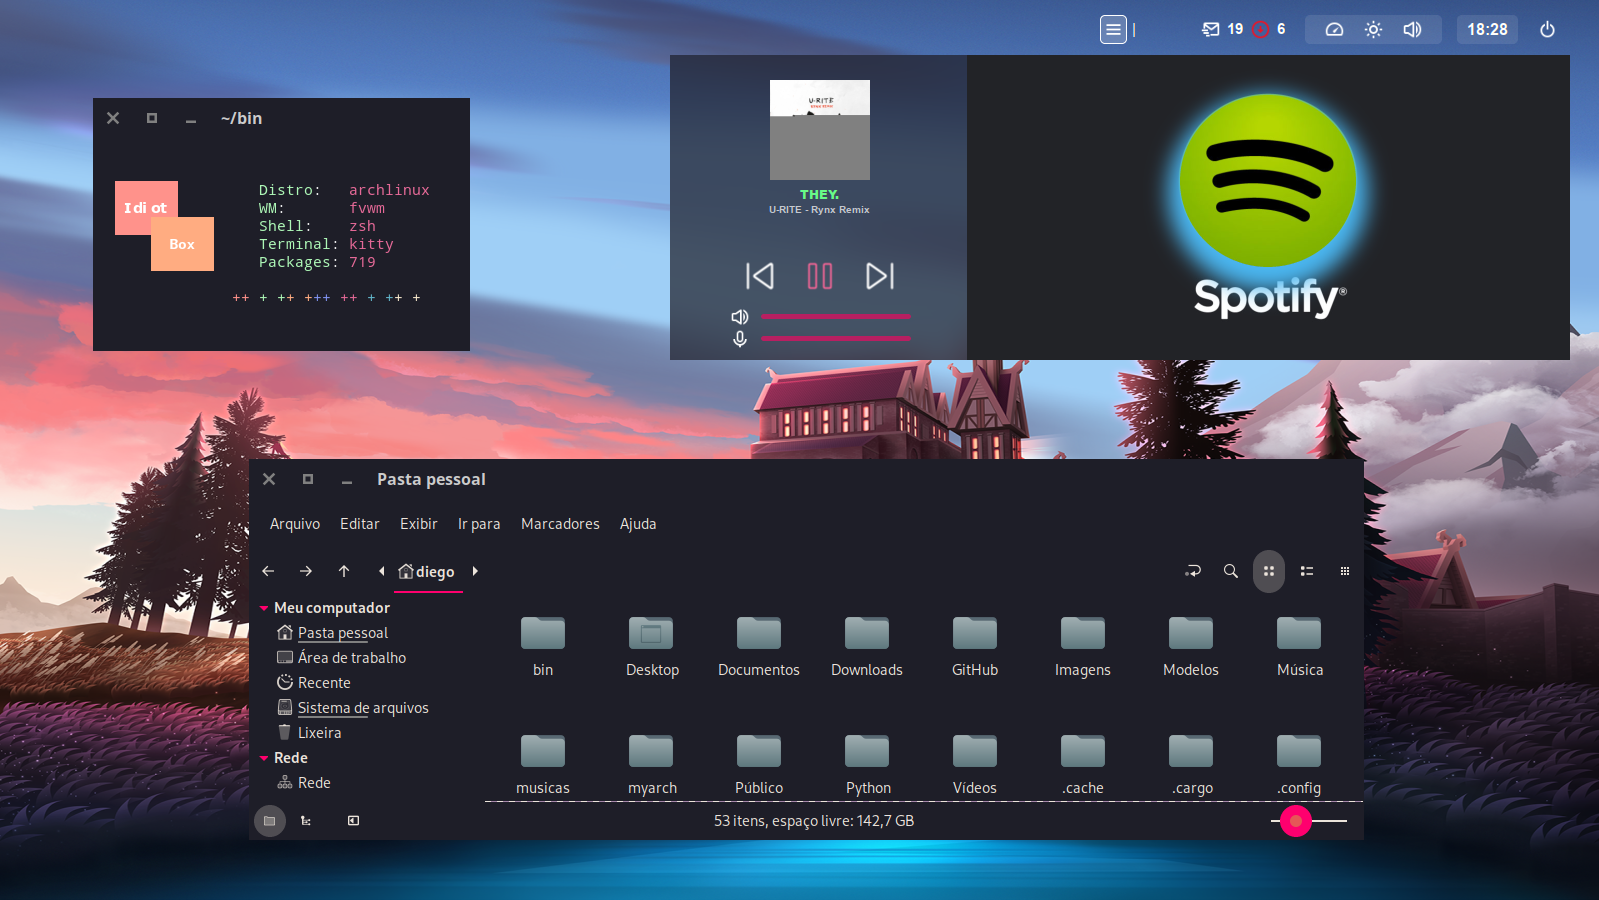 19 6 18:28
~/bin
Idi ot
Box
Distro: archlinux
WM: fvwm
Shell: zsh
Terminal: kitty
Packages: 719
++ + ++ +++ ++ + ++ +
U-RITE
THEY.
U-RITE - Rynx Remix
Spotify®
Pasta pessoal
Arquivo Editar Exibir Ir para Marcadores Ajuda
diego
Meu computador
Pasta pessoal
Área de trabalho
Recente
Sistema de arquivos
Lixeira
Rede
Rede
bin Desktop Documentos Downloads GitHub Imagens Modelos Música
musicas myarch Público Python Vídeos .cache .cargo .config
53 itens, espaço livre: 142,7 GB